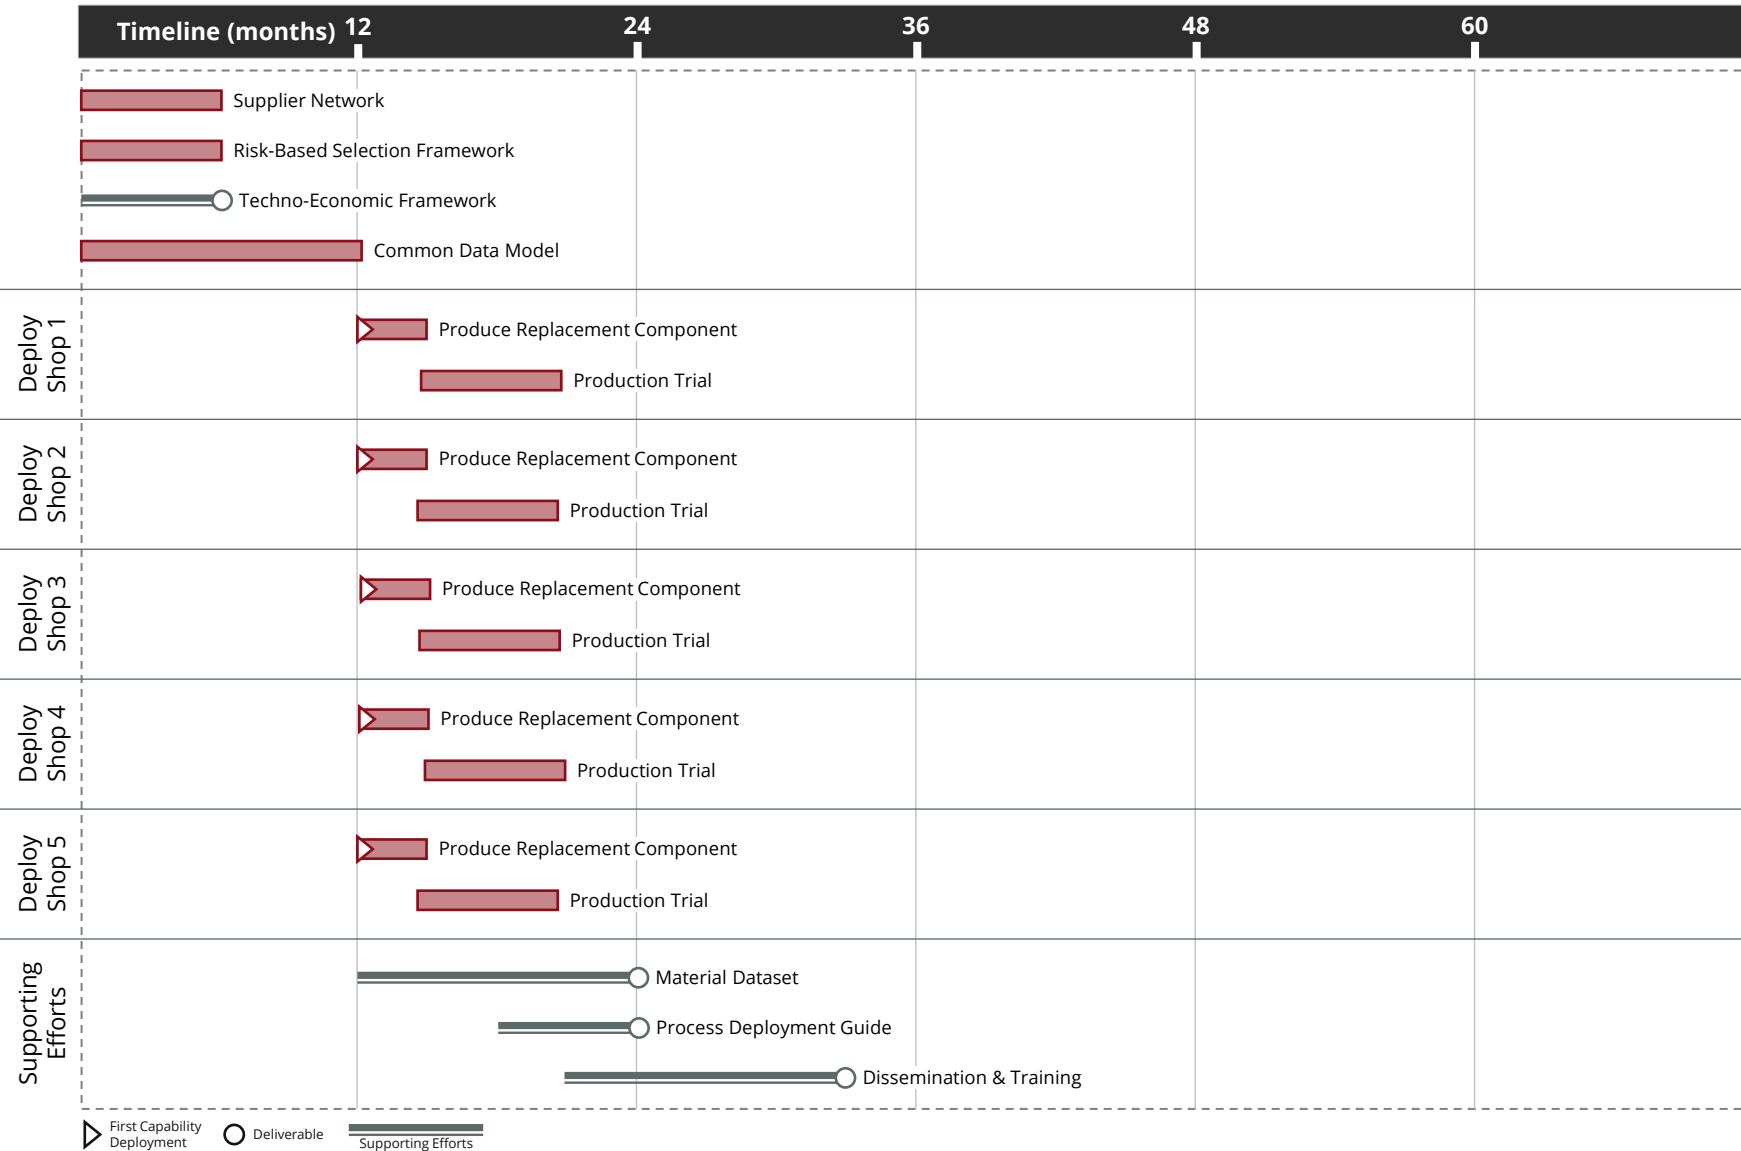 Timeline (months) 12 24 36 48 60
Supplier Network
Risk-Based Selection Framework
Techno-Economic Framework
Common Data Model
Deploy
Shop 1
Produce Replacement Component
Production Trial
Deploy
Shop 2
Produce Replacement Component
Production Trial
Deploy
Shop 3
Produce Replacement Component
Production Trial
Deploy
Shop 4
Produce Replacement Component
Production Trial
Deploy
Shop 5
Produce Replacement Component
Production Trial
Supporting
Efforts
Material Dataset
Process Deployment Guide
Dissemination & Training
First Capability
Deployment
Deliverable
Supporting Efforts